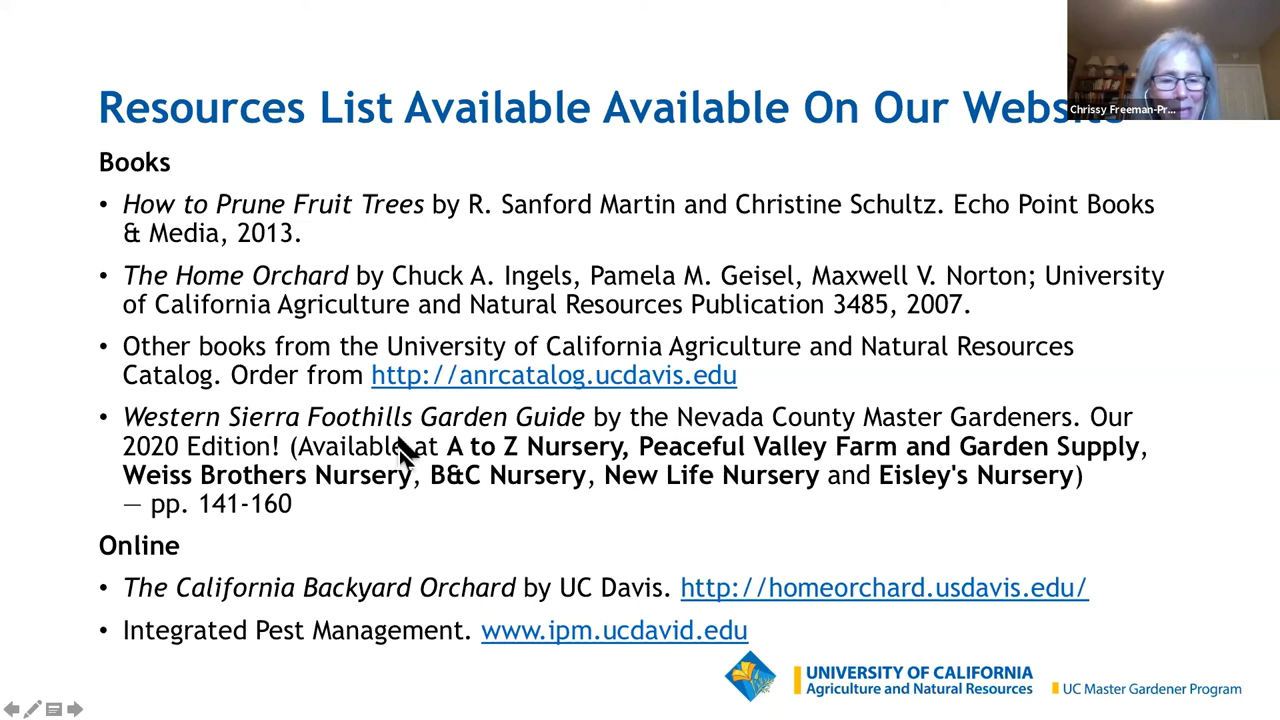 Resources List Available Available On Our Website
Chrissy Freeman-Pr...
Books
• How to Prune Fruit Trees by R. Sanford Martin and Christine Schultz. Echo Point Books
& Media, 2013.
• The Home Orchard by Chuck A. Ingels, Pamela M. Geisel, Maxwell V. Norton; University
of California Agriculture and Natural Resources Publication 3485, 2007.
• Other books from the University of California Agriculture and Natural Resources
Catalog. Order from http://anrcatalog.ucdavis.edu
• Western Sierra Foothills Garden Guide by the Nevada County Master Gardeners. Our
2020 Edition! (Available at A to Z Nursery, Peaceful Valley Farm and Garden Supply,
Weiss Brothers Nursery, B&C Nursery, New Life Nursery and Eisley's Nursery)
— pp. 141-160
Online
• The California Backyard Orchard by UC Davis. http://homeorchard.usdavis.edu/
• Integrated Pest Management. www.ipm.ucdavid.edu
UNIVERSITY OF CALIFORNIA
Agriculture and Natural Resources
UC Master Gardener Program